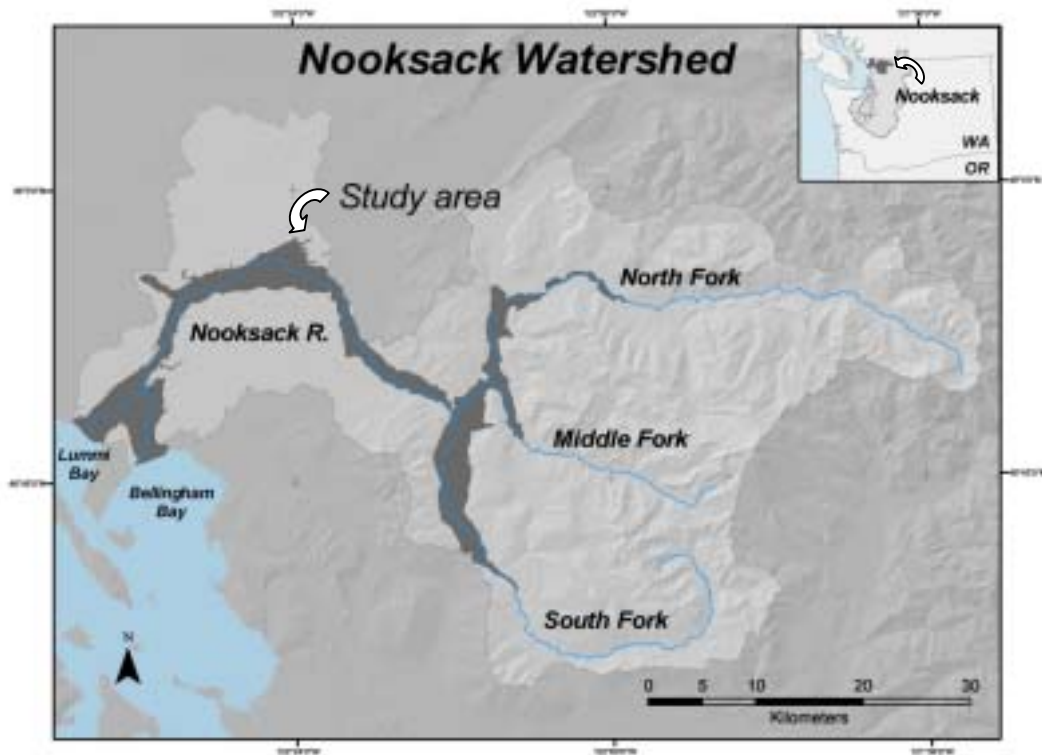 Nooksack Watershed
Nooksack
WA
OR
Study area
North Fork
Nooksack R.
Middle Fork
Lummi
Bay
Bellingham
Bay
South Fork
N
0 5 10 20 30
Kilometers